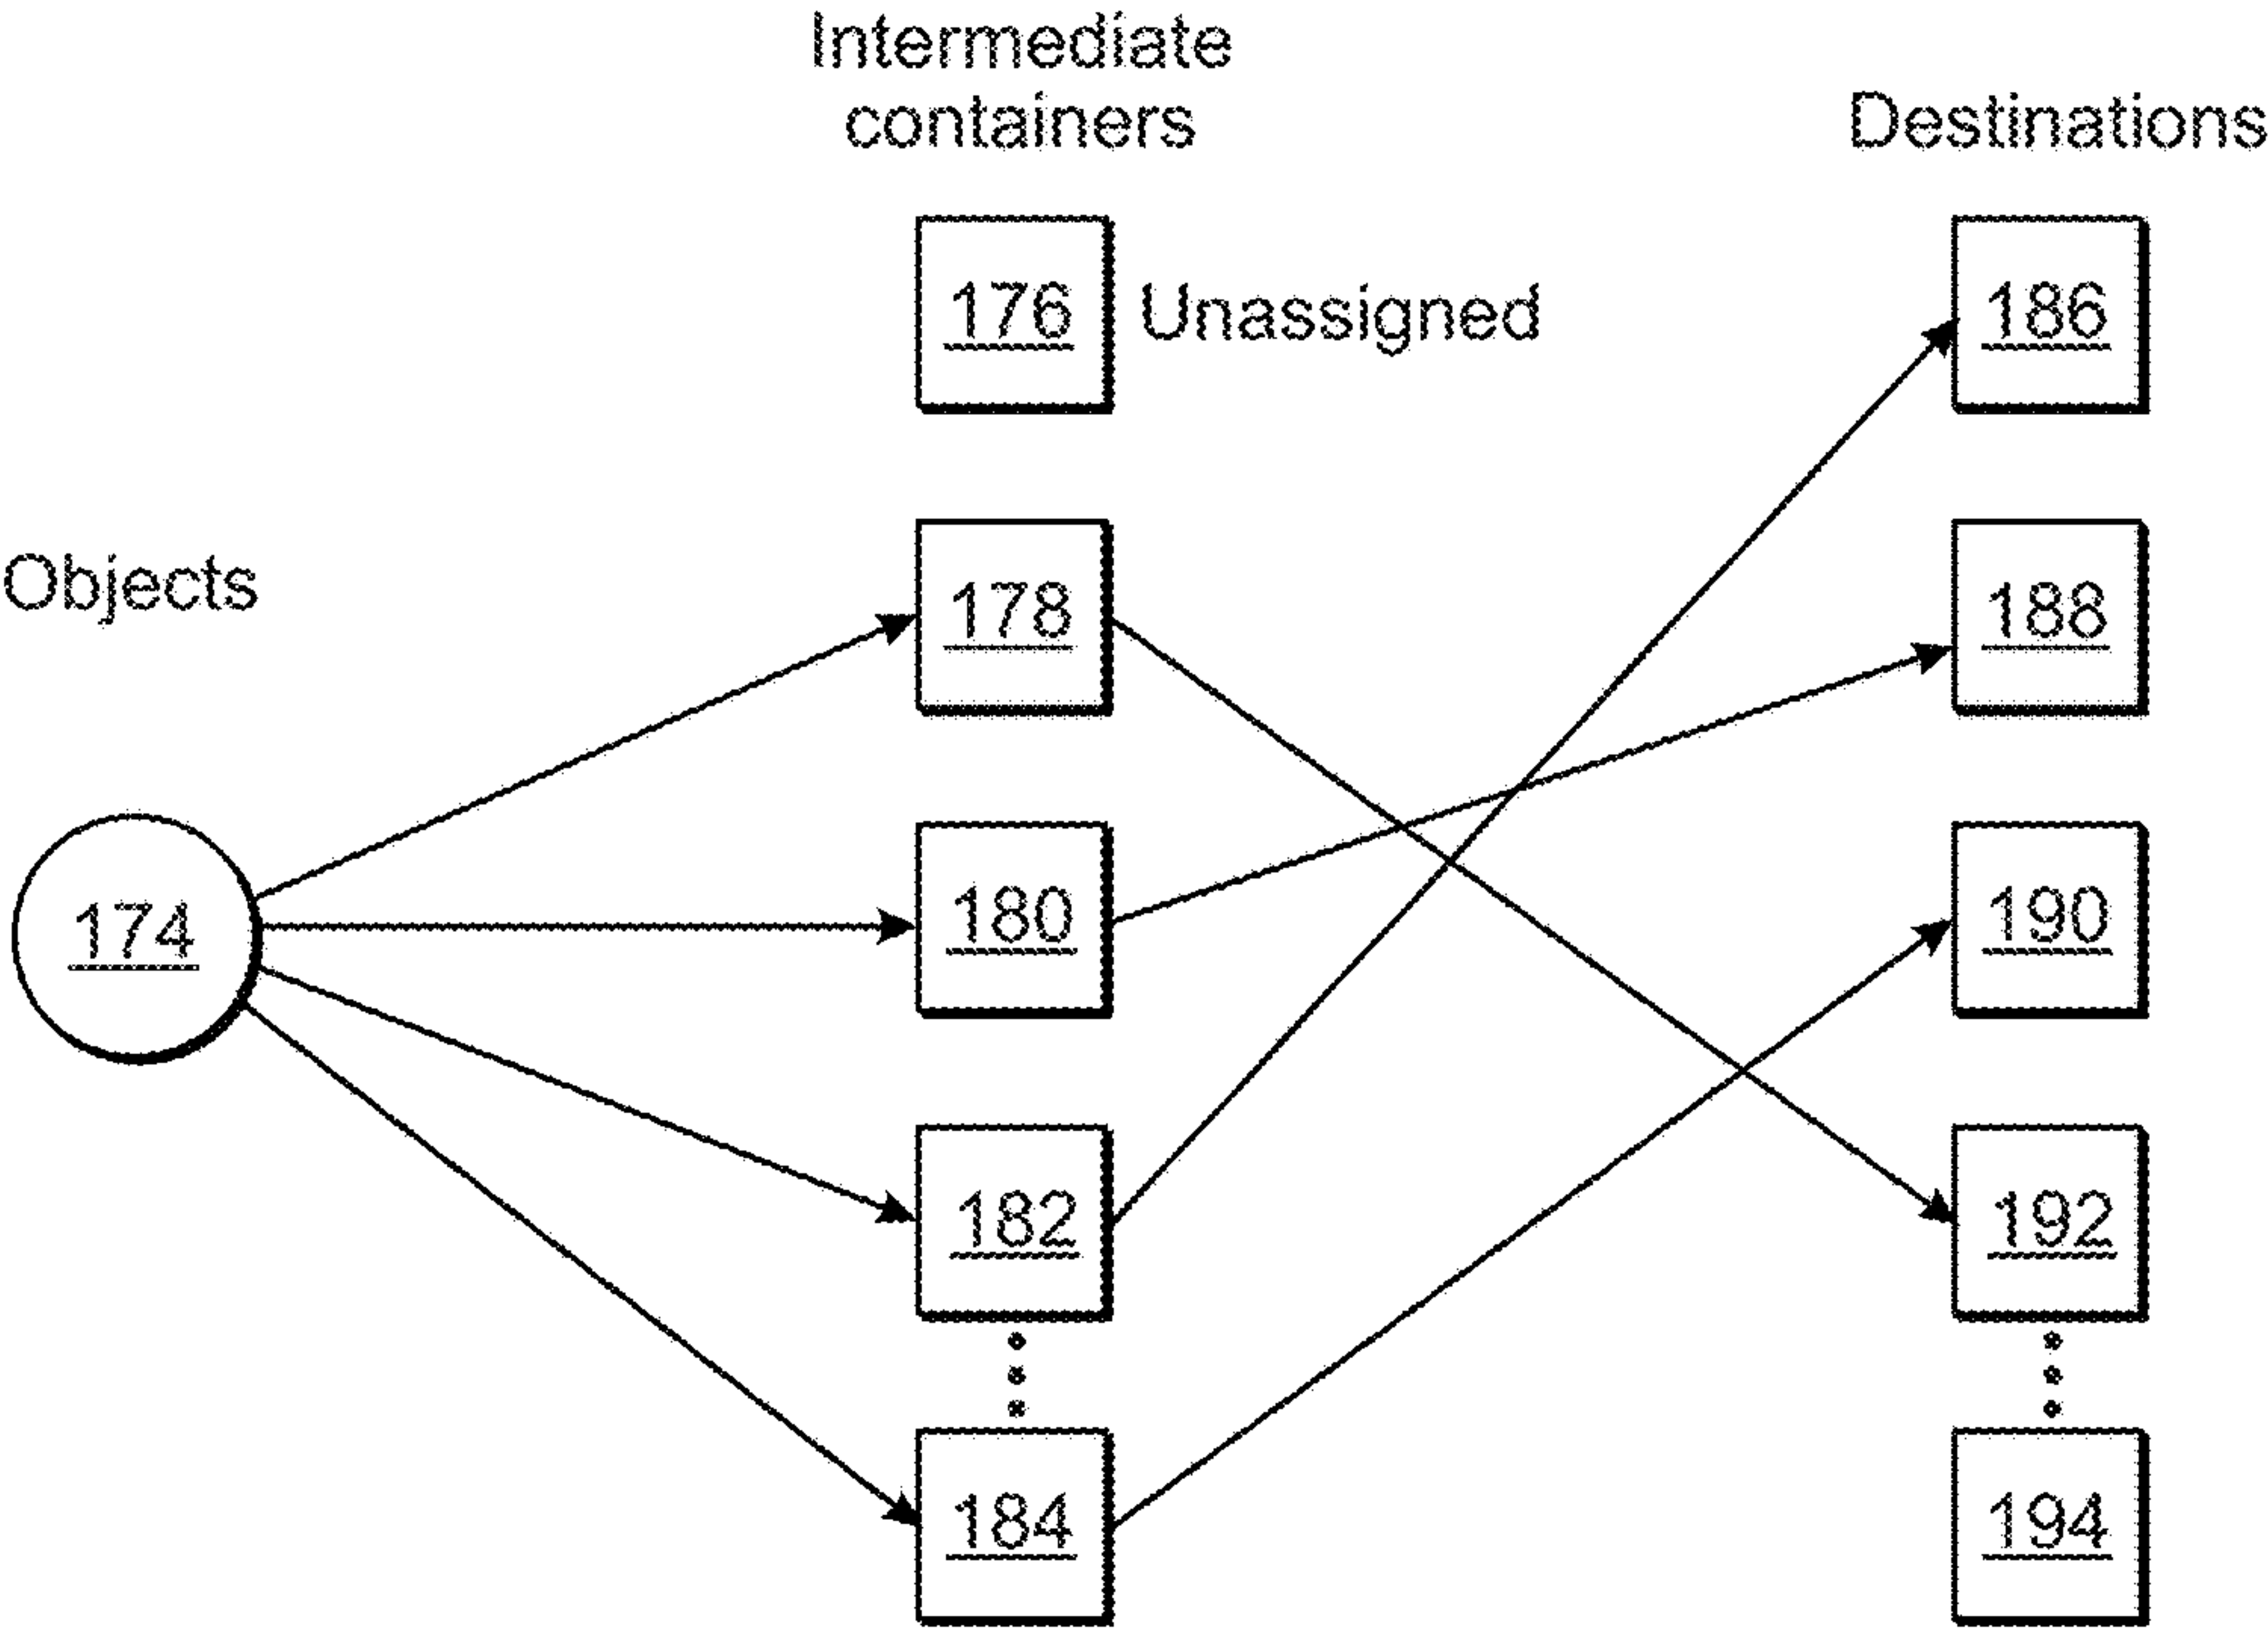 Intermediate
containers
Destinations
176 Unassigned
186
Objects
178
188
174
180
190
182
192
184
194